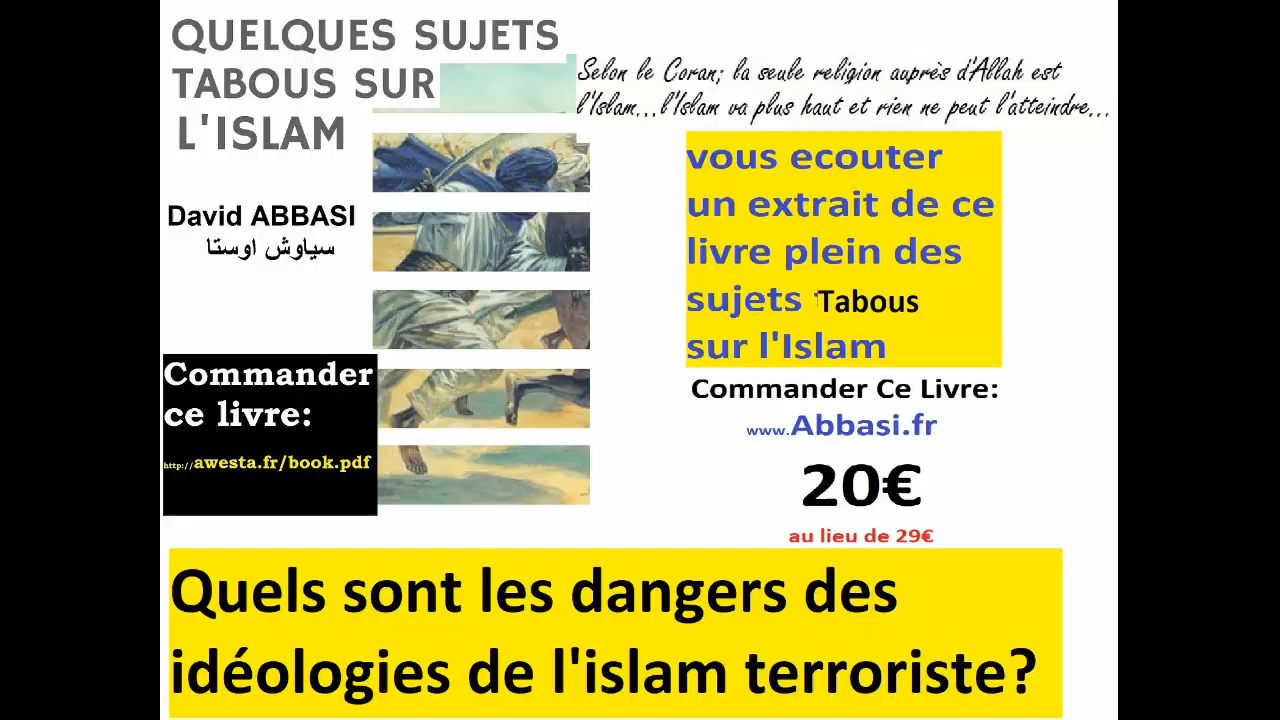 QUELQUES SUJETS
TABOUS SUR
L'ISLAM
Selon le Coran; la seule religion auprès d'Allah est
l'Islam...l'Islam va plus haut et rien ne peut l'atteindre...
David ABBASI
سیاوش اوستا
vous ecouter
un extrait de ce
livre plein des
sujets Tabous
sur l'Islam
Commander
ce livre:
http://awesta.fr/book.pdf
Commander Ce Livre:
www.Abbasi.fr
20€
au lieu de 29€
Quels sont les dangers des
idéologies de l'islam terroriste?